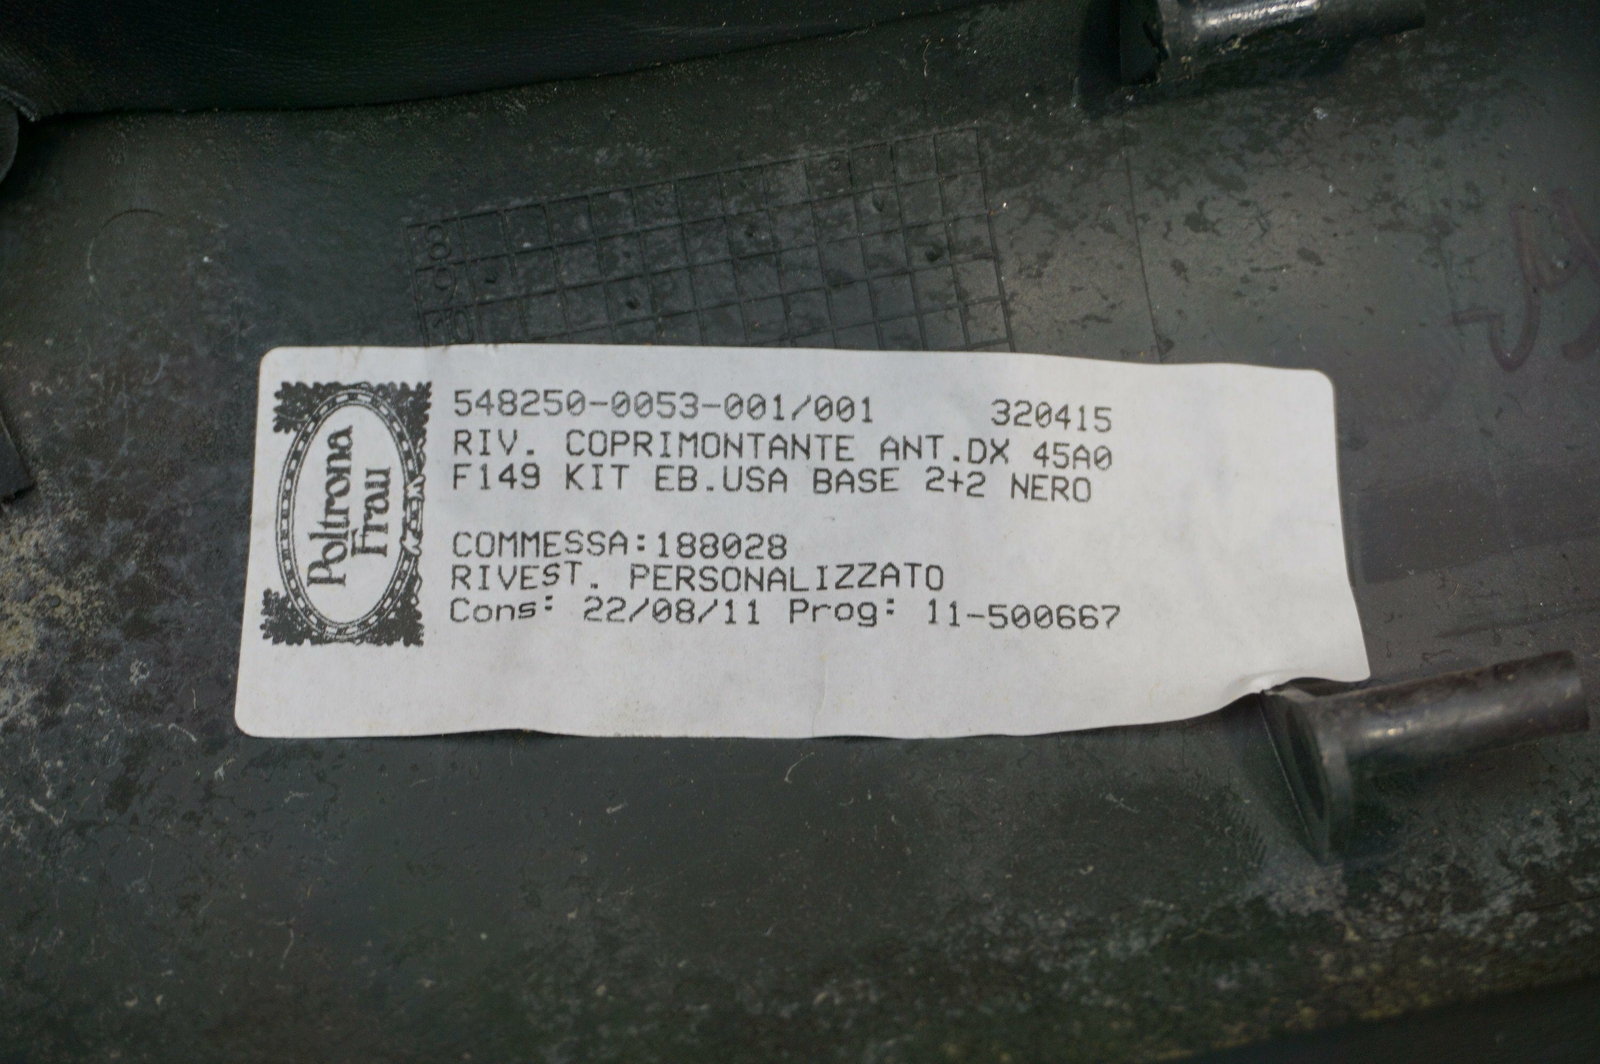 Poltrona
Frau
548250-0053-001/001 320415
RIV. COPRIMONTANTE ANT.DX 45A0
F149 KIT EB.USA BASE 2+2 NERO
COMMESSA:188028
RIVEST. PERSONALIZZATO
Cons: 22/08/11 Prog: 11-500667